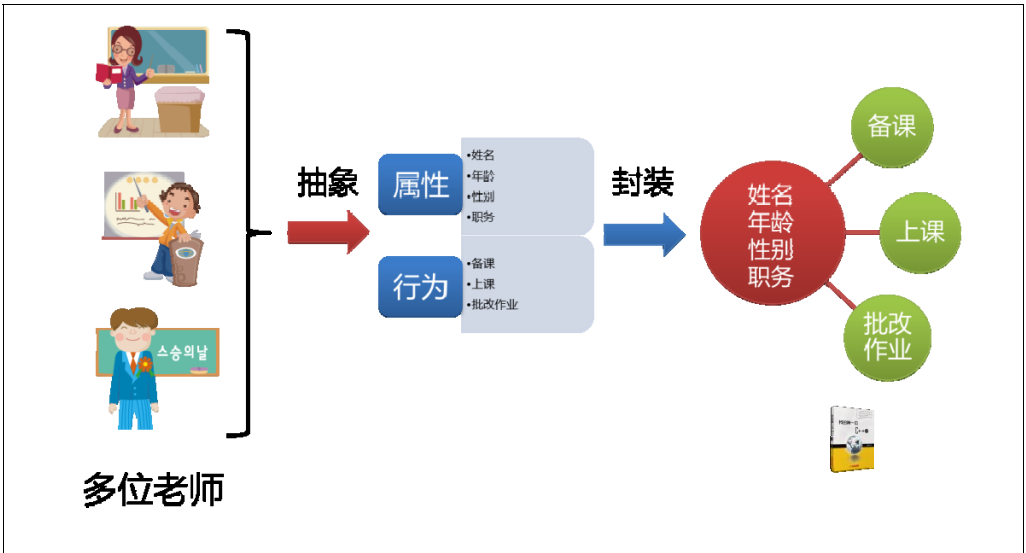 스승의날
多位老师
抽象
属性
•姓名
•年龄
•性别
•职务
行为
•备课
•上课
•批改作业
封装
姓名
年龄
性别
职务
备课
上课
批改
作业